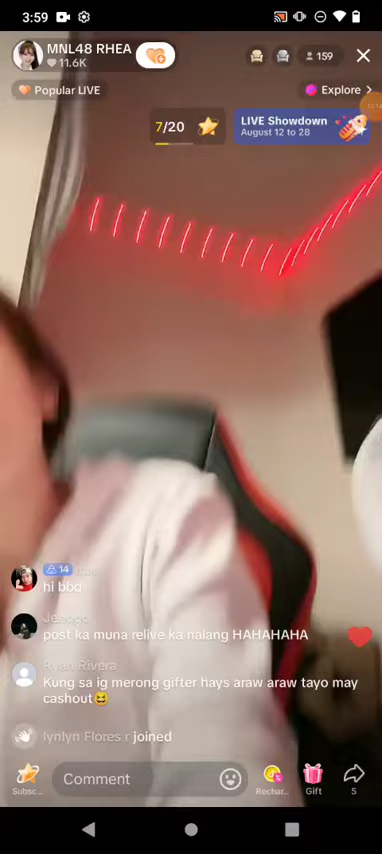 3:59
MNL48 RHEA
11.6K
159
Popular LIVE
Explore
7/20
LIVE Showdown
August 12 to 28
14
hi bbq
post ka muna relive ka nalang HAHAHAHA
Ryan Rivera
Kung sa ig merong gifter hays araw araw tayo may
cashout😆
lynlyn Flores r joined
Subsc...
Comment
Rechar...
Gift
5